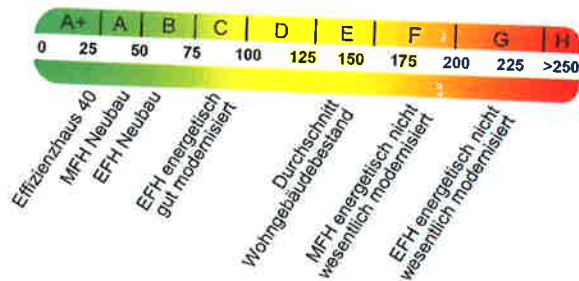 A+ A B C D E F G H
0 25 50 75 100 125 150 175 200 225 >250
Effizienzhaus 40
MFH Neubau
EFH Neubau
EFH energetisch
gut modernisiert
Durchschnitt
Wohngebäudebestand
MFH energetisch nicht
wesentlich modernisiert
EFH energetisch nicht
wesentlich modernisiert